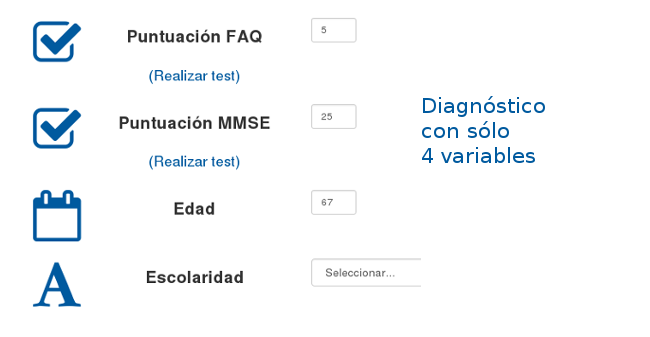 Puntuación FAQ
5
(Realizar test)
Puntuación MMSE
25
(Realizar test)
Diagnóstico
con sólo
4 variables
Edad
67
Escolaridad
Seleccionar...